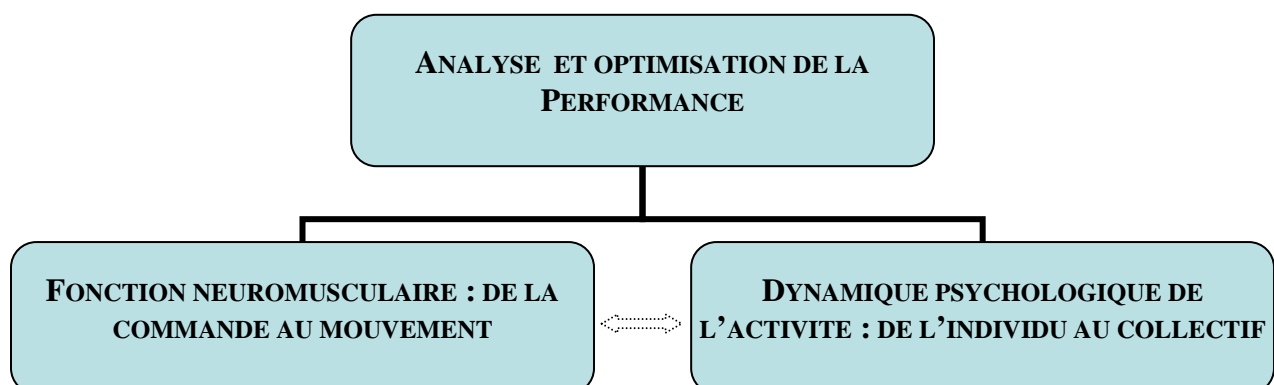 ANALYSE ET OPTIMISATION DE LA
PERFORMANCE
FONCTION NEUROMUSCULAIRE : DE LA
COMMANDE AU MOUVEMENT
DYNAMIQUE PSYCHOLOGIQUE DE
L’ACTIVITE : DE L’INDIVIDU AU COLLECTIF